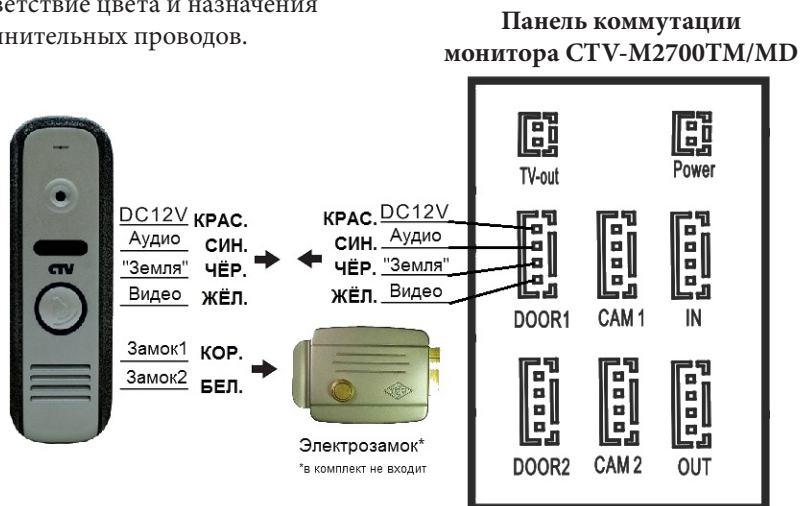 ветствие цвета и назначения
нительных проводов.
Панель коммутации
монитора CTV-M2700TM/MD
TV-out
Power
DC12V КРАС.
Аудио СИН.
"Земля" ЧЁР.
Видео ЖЁЛ.
КРАС. DC12V
СИН. Аудио
ЧЁР. "Земля"
ЖЁЛ. Видео
CTV
DOOR1 CAM 1 IN
Замок1 КОР.
Замок2 БЕЛ.
Электрозамок*
*в комплект не входит
DOOR2 CAM 2 OUT